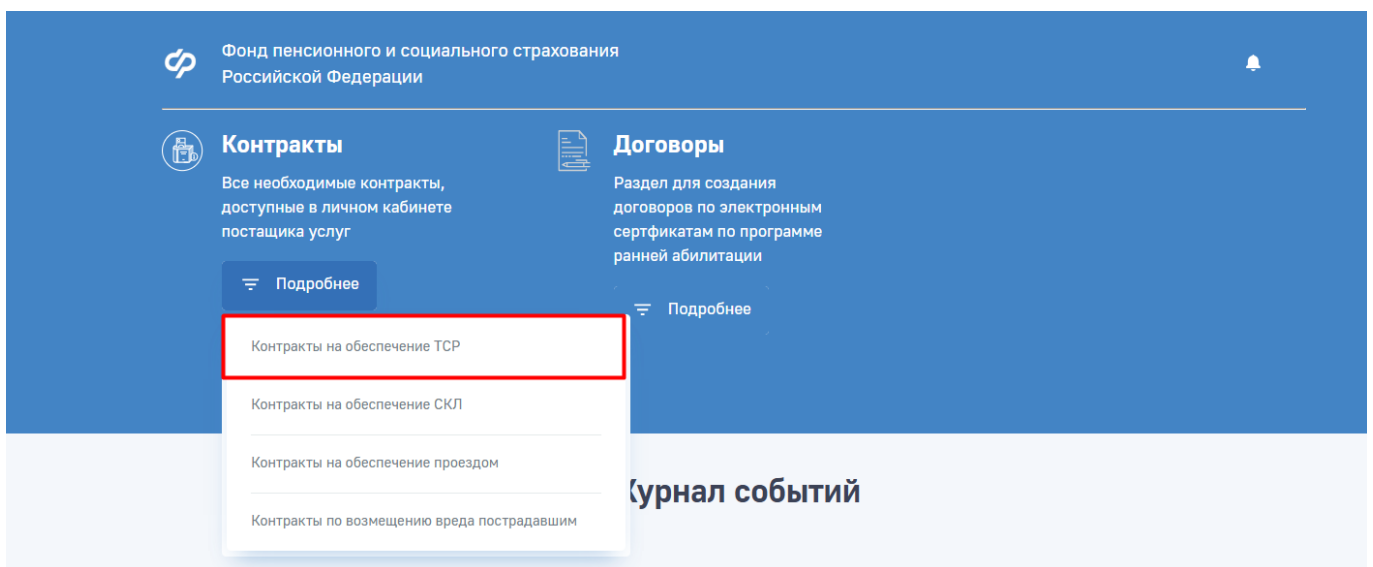 Фонд пенсионного и социального страхования
Российской Федерации
Контракты
Все необходимые контракты,
доступные в личном кабинете
постащика услуг
Подробнее
Договоры
Раздел для создания
договоров по электронным
сертфикатам по программе
ранней абилитации
Подробнее
Контракты на обеспечение ТСР
Контракты на обеспечение СКЛ
Контракты на обеспечение проездом
Контракты по возмещению вреда пострадавшим
Журнал событий